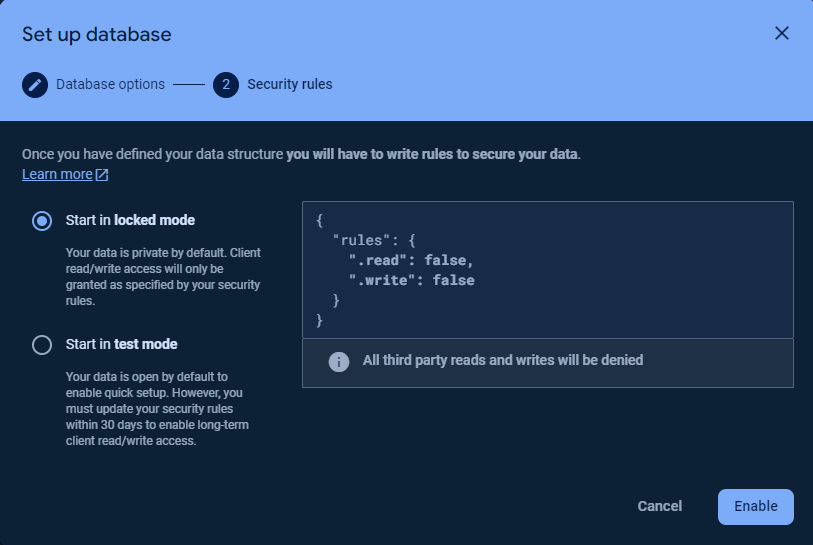 Set up database
Database options
2
Security rules
Once you have defined your data structure you will have to write rules to secure your data.
Learn more
Start in locked mode
Your data is private by default. Client
read/write access will only be
granted as specified by your security
rules.
Start in test mode
Your data is open by default to
enable quick setup. However, you
must update your security rules
within 30 days to enable long-term
client read/write access.
{
  "rules": {
    ".read": false,
    ".write": false
  }
}
All third party reads and writes will be denied
Cancel
Enable